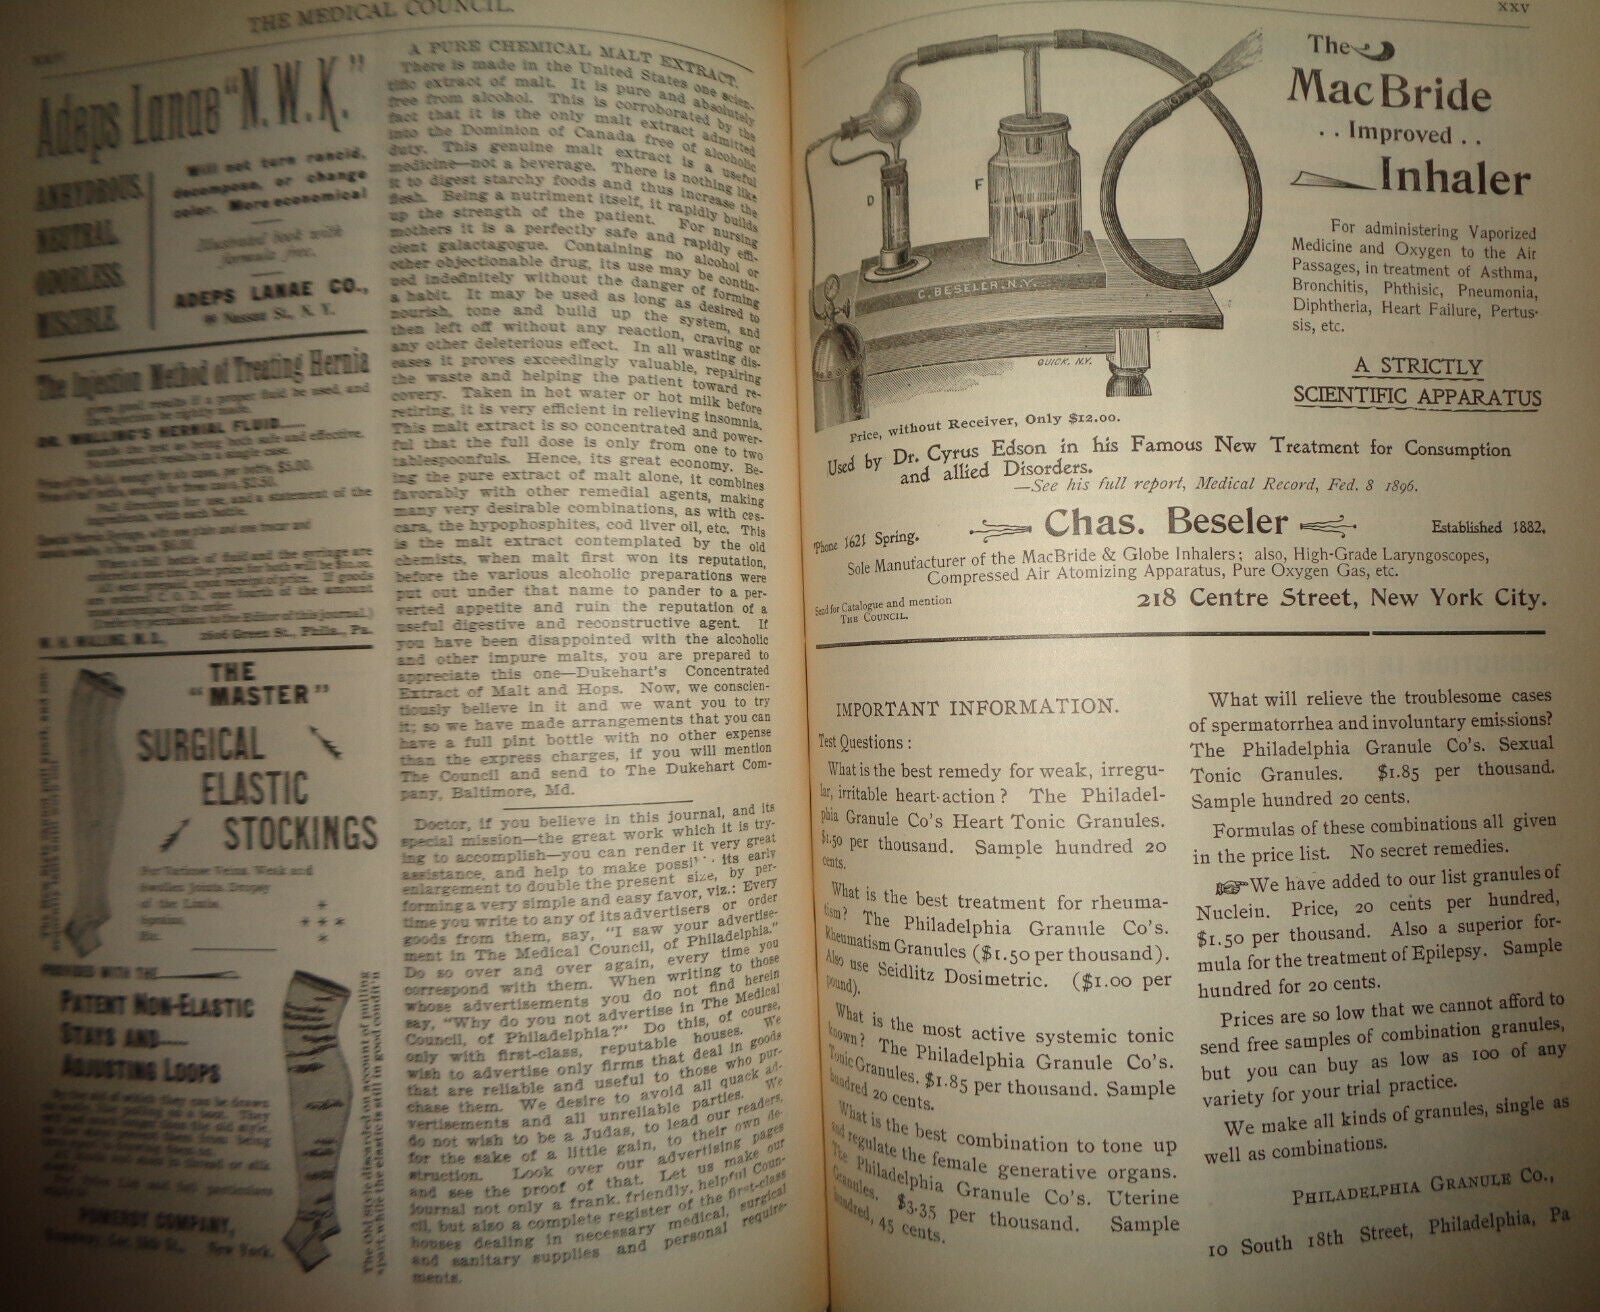 THE MEDICAL COUNCIL.
Adeps Lanae "N.W.K."
ANHYDROUS,
NEUTRAL,
ODORLESS,
MISCIBLE.
Will not turn rancid,
decompose, or change
color. More economical
Illustrated book with
formula free.
ADEPS LANAE CO.,
Nassau St., N. Y.
The Injection Method of Treating Hernia
DR. WALLING'S HERNIAL FLUID
W. H. WALLING, M. D., 2606 Green St., Phila., Pa.
THE
"MASTER"
SURGICAL
ELASTIC
STOCKINGS
For Varicose Veins, Weak and
Swollen Joints, Dropsy
of the Limbs,
Sprains,
Etc.
PROVIDED WITH THE
PATENT NON-ELASTIC
STAYS AND
ADJUSTING LOOPS
POMEROY COMPANY,
New York.
A PURE CHEMICAL MALT EXTRACT.
There is made in the United States one scien-
tific extract of malt. It is pure and absolutely
free from alcohol. This is corroborated by the
fact that it is the only malt extract admitted
into the Dominion of Canada free of alcoholic
duty. This genuine malt extract is a useful
medicine—not a beverage. There is nothing like
it to digest starchy foods and thus increase the
flesh. Being a nutriment itself, it rapidly builds
up the strength of the patient. For nursing
mothers it is a perfectly safe and rapidly effi-
cient galactagogue. Containing no alcohol or
other objectionable drug, its use may be contin-
ued indefinitely without the danger of forming
a habit. It may be used as long as desired to
nourish, tone and build up the system, and
then left off without any reaction, craving or
any other deleterious effect. In all wasting dis-
eases it proves exceedingly valuable, repairing
the waste and helping the patient toward re-
covery. Taken in hot water or hot milk before
retiring, it is very efficient in relieving insomnia.
This malt extract is so concentrated and power-
ful that the full dose is only from one to two
tablespoonfuls. Hence, its great economy. Be-
ing the pure extract of malt alone, it combines
favorably with other remedial agents, making
many very desirable combinations, as with cas-
cara, the hypophosphites, cod liver oil, etc. This
is the malt extract contemplated by the old
chemists, when malt first won its reputation,
before the various alcoholic preparations were
put out under that name to pander to a per-
verted appetite and ruin the reputation of a
useful digestive and reconstructive agent. If
you have been disappointed with the alcoholic
and other impure malts, you are prepared to
appreciate this one—Dukehart's Concentrated
Extract of Malt and Hops. Now, we conscien-
tiously believe in it and we want you to try
it; so we have made arrangements that you can
have a full pint bottle with no other expense
than the express charges, if you will mention
The Council and send to The Dukehart Com-
pany, Baltimore, Md.
Doctor, if you believe in this journal, and its
special mission—the great work which it is try-
ing to accomplish—you can render it very great
assistance, and help to make possi its early
enlargement to double the present size, by per-
forming a very simple and easy favor, viz.: Every
time you write to any of its advertisers or order
goods from them, say, "I saw your advertise-
ment in The Medical Council, of Philadelphia."
Do so over and over again, every time you
correspond with them. When writing to those
whose advertisements you do not find herein
say, "Why do you not advertise in The Medical
Council, of Philadelphia?" Do this, of course,
only with first-class, reputable houses. We
wish to advertise only firms that deal in goods
that are reliable and useful to those who pur-
chase them. We desire to avoid all quack ad-
vertisements and all unreliable parties. We
do not wish to be a Judas, to lead our readers,
for the sake of a little gain, to their own de-
struction. Look over our advertising pages
and see the proof of that. Let us make our
journal not only a frank, friendly, helpful Coun-
cil, but also a complete register of the first-class
houses dealing in necessary medical, surgical
and sanitary supplies and personal require-
ments.
XXV
D
F
C. BESELER. N.Y.
QUICK. N.Y.
The
MacBride
. . Improved . .
Inhaler
For administering Vaporized
Medicine and Oxygen to the Air
Passages, in treatment of Asthma,
Bronchitis, Phthisic, Pneumonia,
Diphtheria, Heart Failure, Pertus-
sis, etc.
A STRICTLY
SCIENTIFIC APPARATUS
Price, without Receiver, Only $12.00.
Used by Dr. Cyrus Edson in his Famous New Treatment for Consumption
and allied Disorders.
—See his full report, Medical Record, Fed. 8 1896.
'Phone 1621 Spring. Chas. Beseler Established 1882.
Sole Manufacturer of the MacBride & Globe Inhalers; also, High-Grade Laryngoscopes,
Compressed Air Atomizing Apparatus, Pure Oxygen Gas, etc.
Send for Catalogue and mention
THE COUNCIL.
218 Centre Street, New York City.
IMPORTANT INFORMATION.
Test Questions :
What is the best remedy for weak, irregu-
lar, irritable heart-action? The Philadel-
phia Granule Co's Heart Tonic Granules.
$1.50 per thousand. Sample hundred 20
cents.
What is the best treatment for rheuma-
tism? The Philadelphia Granule Co's.
Rheumatism Granules ($1.50 per thousand).
Also use Seidlitz Dosimetric. ($1.00 per
pound).
What is the most active systemic tonic
known? The Philadelphia Granule Co's.
Tonic Granules. $1.85 per thousand. Sample
hundred 20 cents.
What is the best combination to tone up
and regulate the female generative organs.
The Philadelphia Granule Co's. Uterine
Granules. $3.35 per thousand. Sample
hundred, 45 cents.
What will relieve the troublesome cases
of spermatorrhea and involuntary emissions?
The Philadelphia Granule Co's. Sexual
Tonic Granules. $1.85 per thousand.
Sample hundred 20 cents.
Formulas of these combinations all given
in the price list. No secret remedies.
☞We have added to our list granules of
Nuclein. Price, 20 cents per hundred,
$1.50 per thousand. Also a superior for-
mula for the treatment of Epilepsy. Sample
hundred for 20 cents.
Prices are so low that we cannot afford to
send free samples of combination granules,
but you can buy as low as 100 of any
variety for your trial practice.
We make all kinds of granules, single as
well as combinations.
PHILADELPHIA GRANULE CO.,
10 South 18th Street, Philadelphia, Pa